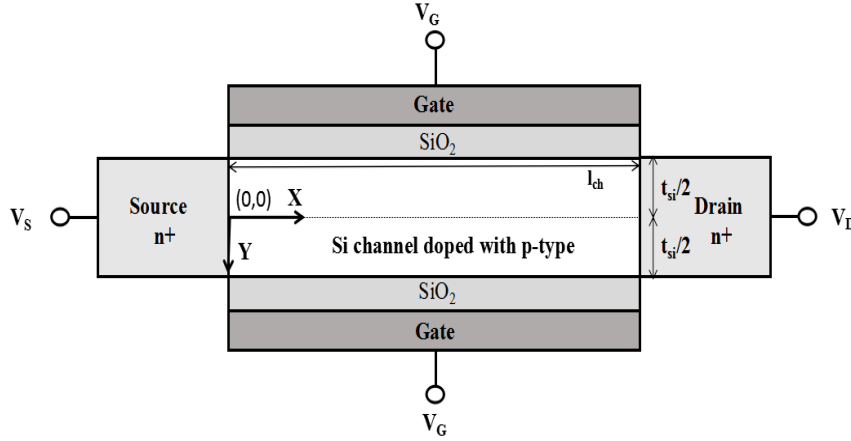 V_G
Gate
SiO₂
l_ch
t_si/2
Source
n+
(0,0) X
Drain
n+
V_S
V_D
Y
Si channel doped with p-type
t_si/2
SiO₂
Gate
V_G